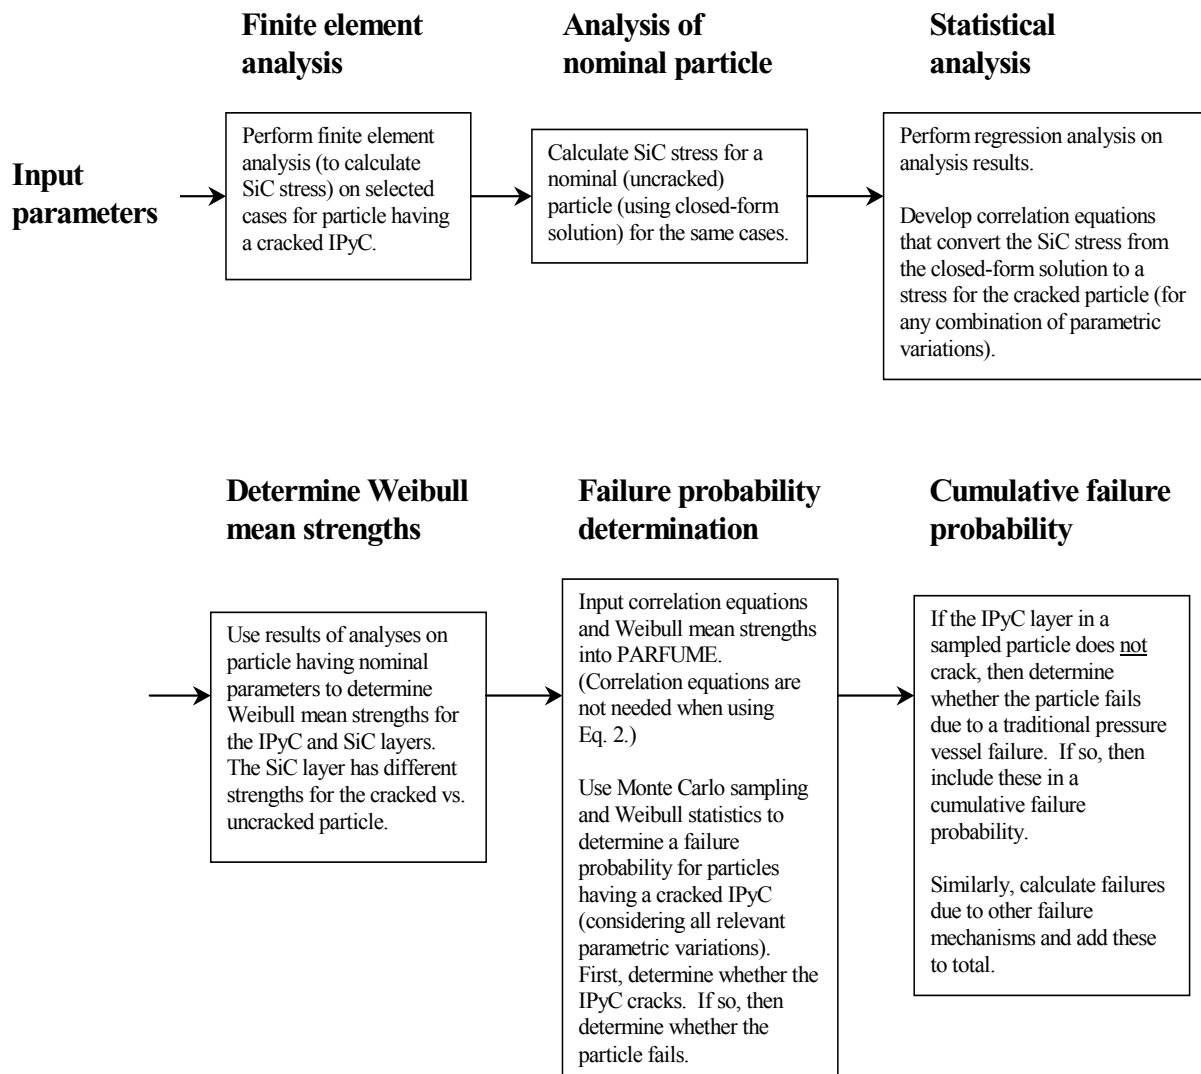 Finite element
analysis
Analysis of
nominal particle
Statistical
analysis
Input
parameters
Perform finite element
analysis (to calculate
SiC stress) on selected
cases for particle having
a cracked IPyC.
Calculate SiC stress for a
nominal (uncracked)
particle (using closed-form
solution) for the same cases.
Perform regression analysis on
analysis results.
Develop correlation equations
that convert the SiC stress from
the closed-form solution to a
stress for the cracked particle (for
any combination of parametric
variations).
Determine Weibull
mean strengths
Failure probability
determination
Cumulative failure
probability
Use results of analyses on
particle having nominal
parameters to determine
Weibull mean strengths for
the IPyC and SiC layers.
The SiC layer has different
strengths for the cracked vs.
uncracked particle.
Input correlation equations
and Weibull mean strengths
into PARFUME.
(Correlation equations are
not needed when using
Eq. 2.)
Use Monte Carlo sampling
and Weibull statistics to
determine a failure
probability for particles
having a cracked IPyC
(considering all relevant
parametric variations).
First, determine whether the
IPyC cracks.  If so, then
determine whether the
particle fails.
If the IPyC layer in a
sampled particle does not
crack, then determine
whether the particle fails
due to a traditional pressure
vessel failure.  If so, then
include these in a
cumulative failure
probability.
Similarly, calculate failures
due to other failure
mechanisms and add these
to total.